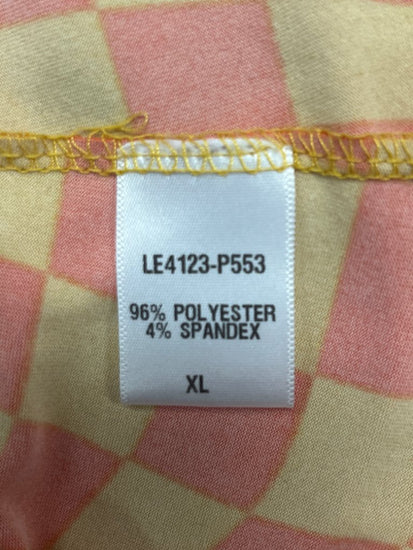 LE4123-P553
96% POLYESTER
4% SPANDEX
XL